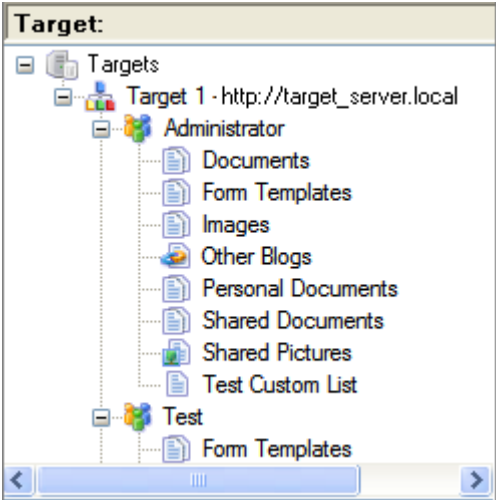 Target:
Targets
Target 1 - http://target_server.local
Administrator
Documents
Form Templates
Images
Other Blogs
Personal Documents
Shared Documents
Shared Pictures
Test Custom List
Test
Form Templates